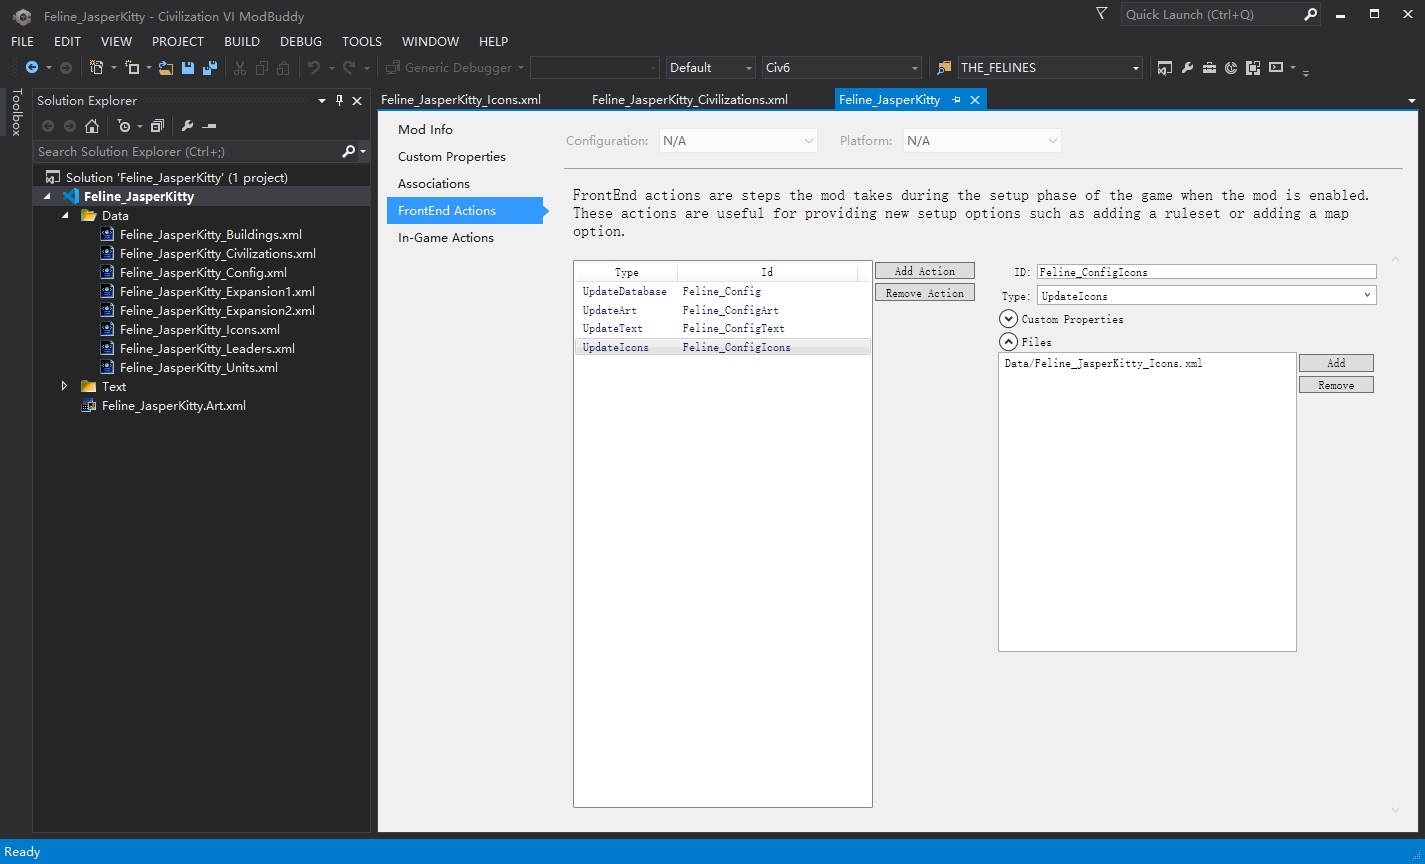 Feline_JasperKitty - Civilization VI ModBuddy
Quick Launch (Ctrl+Q)
FILE EDIT VIEW PROJECT BUILD DEBUG TOOLS WINDOW HELP
Generic Debugger Default Civ6 THE_FELINES
Toolbox
Solution Explorer
Search Solution Explorer (Ctrl+;)
Solution 'Feline_JasperKitty' (1 project)
Feline_JasperKitty
Data
Feline_JasperKitty_Buildings.xml
Feline_JasperKitty_Civilizations.xml
Feline_JasperKitty_Config.xml
Feline_JasperKitty_Expansion1.xml
Feline_JasperKitty_Expansion2.xml
Feline_JasperKitty_Icons.xml
Feline_JasperKitty_Leaders.xml
Feline_JasperKitty_Units.xml
Text
Feline_JasperKitty.Art.xml
Feline_JasperKitty_Icons.xml Feline_JasperKitty_Civilizations.xml Feline_JasperKitty
Mod Info
Custom Properties
Associations
FrontEnd Actions
In-Game Actions
Configuration: N/A Platform: N/A
FrontEnd actions are steps the mod takes during the setup phase of the game when the mod is enabled.
These actions are useful for providing new setup options such as adding a ruleset or adding a map
option.
Type Id
UpdateDatabase Feline_Config
UpdateArt Feline_ConfigArt
UpdateText Feline_ConfigText
UpdateIcons Feline_ConfigIcons
Add Action
Remove Action
ID: Feline_ConfigIcons
Type: UpdateIcons
Custom Properties
Files
Data/Feline_JasperKitty_Icons.xml
Add
Remove
Ready